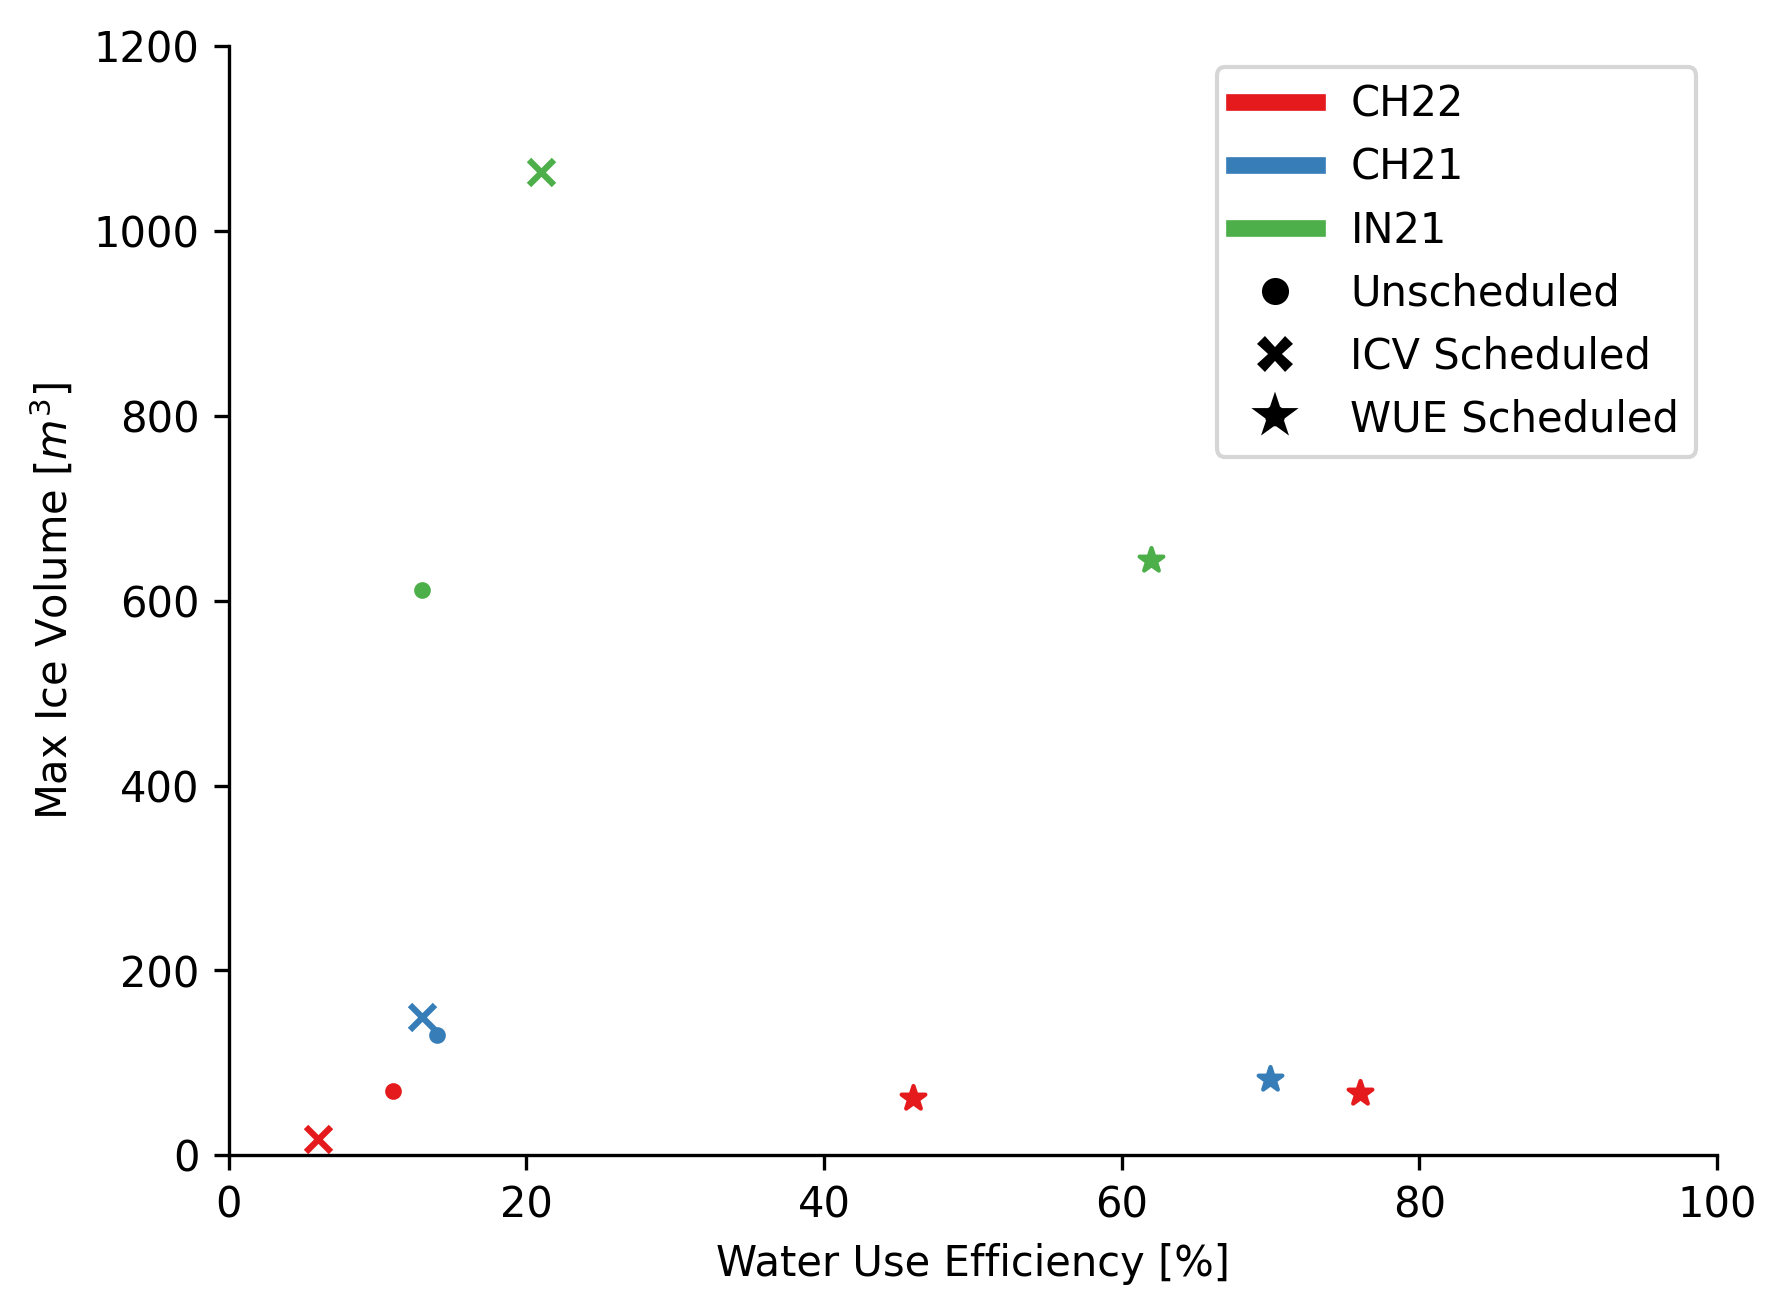 1200
1000
800
600
400
200
0
Max Ice Volume [m³]
0 20 40 60 80 100
Water Use Efficiency [%]
CH22
CH21
IN21
Unscheduled
ICV Scheduled
WUE Scheduled